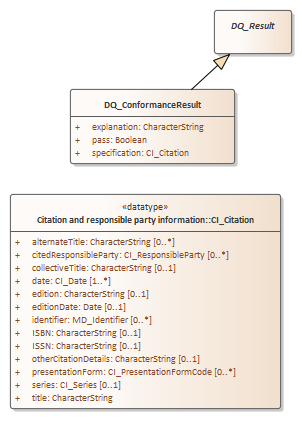 DQ_Result
DQ_ConformanceResult
+ explanation: CharacterString
+ pass: Boolean
+ specification: CI_Citation
«datatype»
Citation and responsible party information::CI_Citation
+ alternateTitle: CharacterString [0..*]
+ citedResponsibleParty: CI_ResponsibleParty [0..*]
+ collectiveTitle: CharacterString [0..1]
+ date: CI_Date [1..*]
+ edition: CharacterString [0..1]
+ editionDate: Date [0..1]
+ identifier: MD_Identifier [0..*]
+ ISBN: CharacterString [0..1]
+ ISSN: CharacterString [0..1]
+ otherCitationDetails: CharacterString [0..1]
+ presentationForm: CI_PresentationFormCode [0..*]
+ series: CI_Series [0..1]
+ title: CharacterString